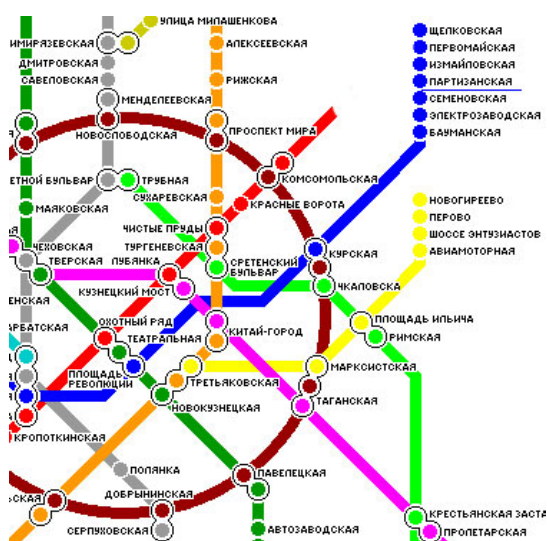 УЛИЦА МИЛАШЕНКОВА
ЩЕЛКОВСКАЯ
ИМИРЯЗЕВСКАЯ
АЛЕКСЕЕВСКАЯ
ПЕРВОМАЙСКАЯ
ДМИТРОВСКАЯ
ИЗМАЙЛОВСКАЯ
САВЕЛОВСКАЯ
РИЖСКАЯ
ПАРТИЗАНСКАЯ
МЕНДЕЛЕЕВСКАЯ
СЕМЕНОВСКАЯ
ЭЛЕКТРОЗАВОДСКАЯ
НОВОСЛОБОДСКАЯ
ПРОСПЕКТ МИРА
БАУМАНСКАЯ
ЕТНОЙ БУЛЬВАР
ТРУБНАЯ
КОМСОМОЛЬСКАЯ
СУХАРЕВСКАЯ
НОВОГИРЕЕВО
МАЯКОВСКАЯ
КРАСНЫЕ ВОРОТА
ПЕРОВО
ЧИСТЫЕ ПРУДЫ
ШОССЕ ЭНТУЗИАСТОВ
ЧЕХОВСКАЯ
ТУРГЕНЕВСКАЯ
КУРСКАЯ
АВИАМОТОРНАЯ
ТВЕРСКАЯ
ЛУБЯНКА
СРЕТЕНСКИЙ
БУЛЬВАР
КУЗНЕЦКИЙ МОСТ
ЧКАЛОВСКА
ЕНСКАЯ
ОХОТНЫЙ РЯД
ПЛОЩАДЬ ИЛЬИЧА
АРБАТСКАЯ
ТЕАТРАЛЬНАЯ
КИТАЙ-ГОРОД
РИМСКАЯ
ПЛОЩАДЬ
РЕВОЛЮЦИИ
ТРЕТЬЯКОВСКАЯ
МАРКСИСТСКАЯ
НОВОКУЗНЕЦКАЯ
ТАГАНСКАЯ
КРОПОТКИНСКАЯ
ПОЛЯНКА
ПАВЕЛЕЦКАЯ
ЬСКАЯ
ДОБРЫНИНСКАЯ
КРЕСТЬЯНСКАЯ ЗАСТА
СЕРПУХОВСКАЯ
АВТОЗАВОДСКАЯ
ПРОЛЕТАРСКАЯ